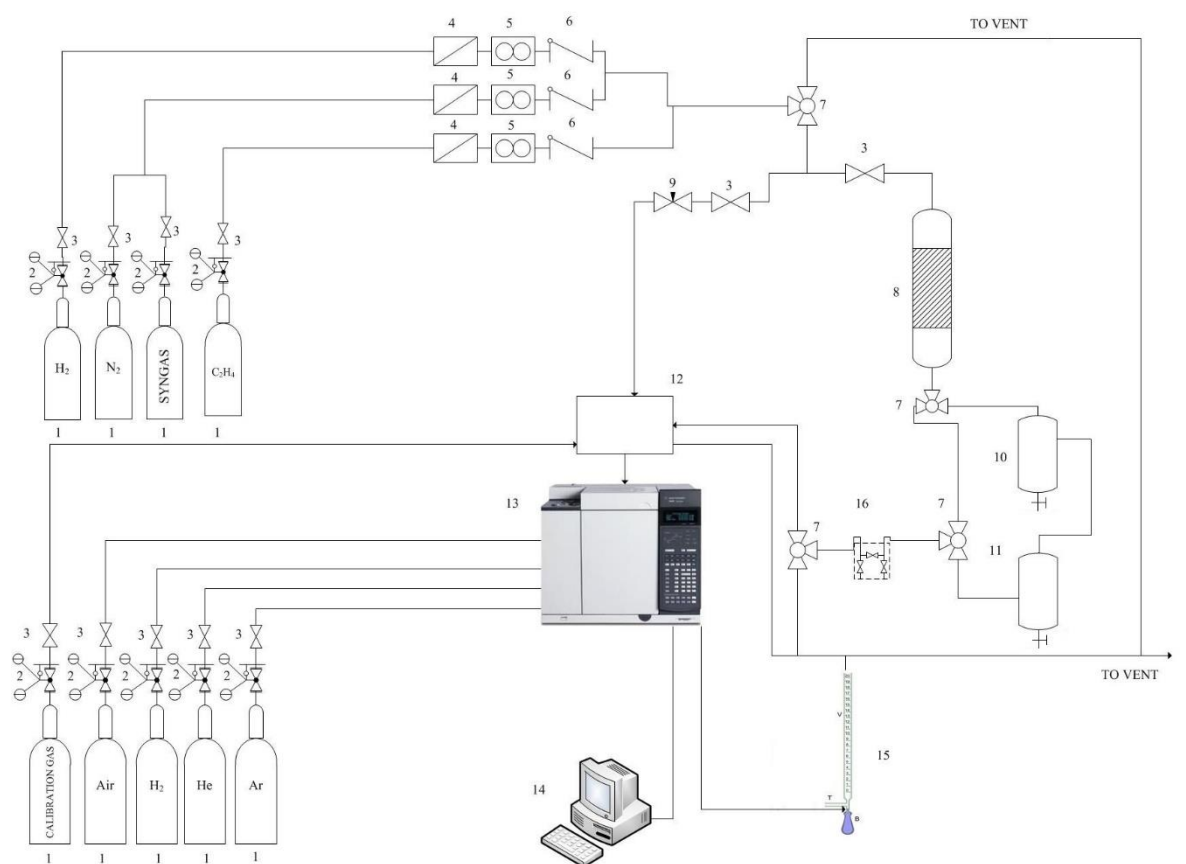 4 5 6
TO VENT
4 5 6
7
4 5 6
3
9 3
3 3 3 3
2 2 2 2
8
H₂ N₂ SYNGAS C₂H₄
12
7
1 1 1 1
10
13
7 16 7
11
3 3 3 3 3
2 2 2 2 2
TO VENT
V
15
CALIBRATION GAS Air H₂ He Ar
14
T
B
1 1 1 1 1